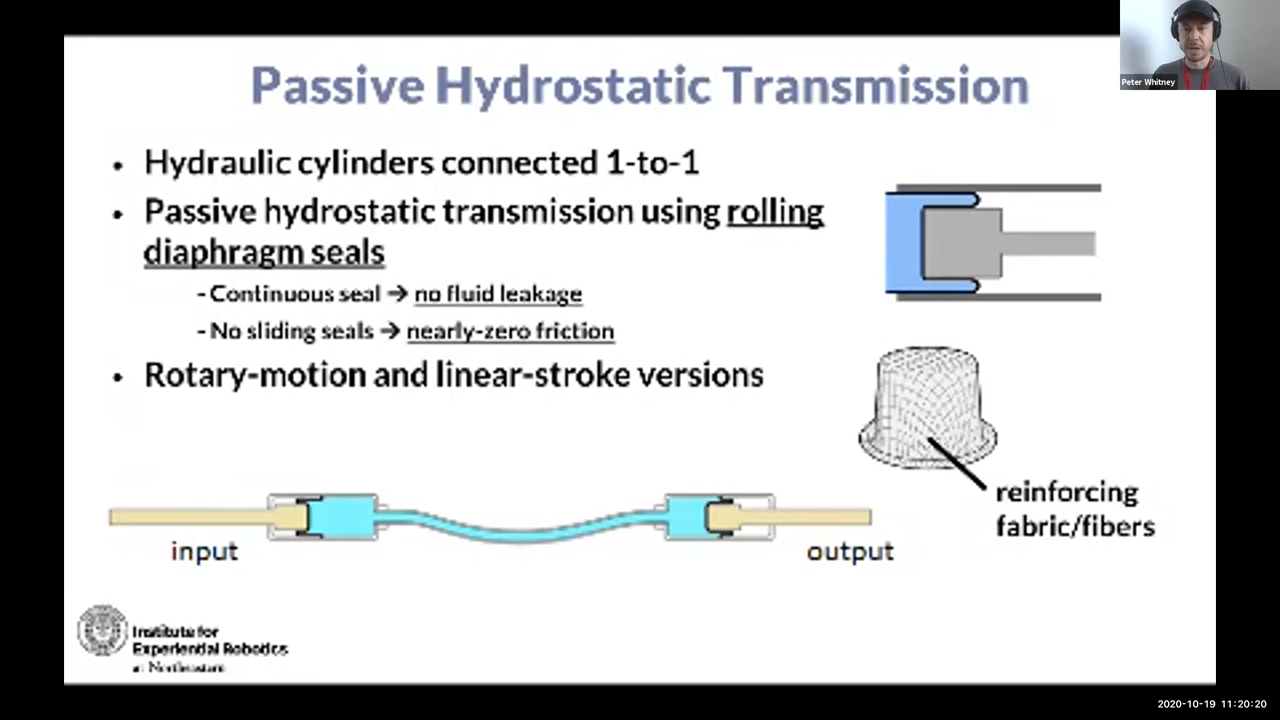 Passive Hydrostatic Transmission
Peter Whitney
• Hydraulic cylinders connected 1-to-1
• Passive hydrostatic transmission using rolling
diaphragm seals
- Continuous seal → no fluid leakage
- No sliding seals → nearly-zero friction
• Rotary-motion and linear-stroke versions
reinforcing
fabric/fibers
input
output
Institute for
Experiential Robotics
at Northeastern
2020-10-19 11:20:20